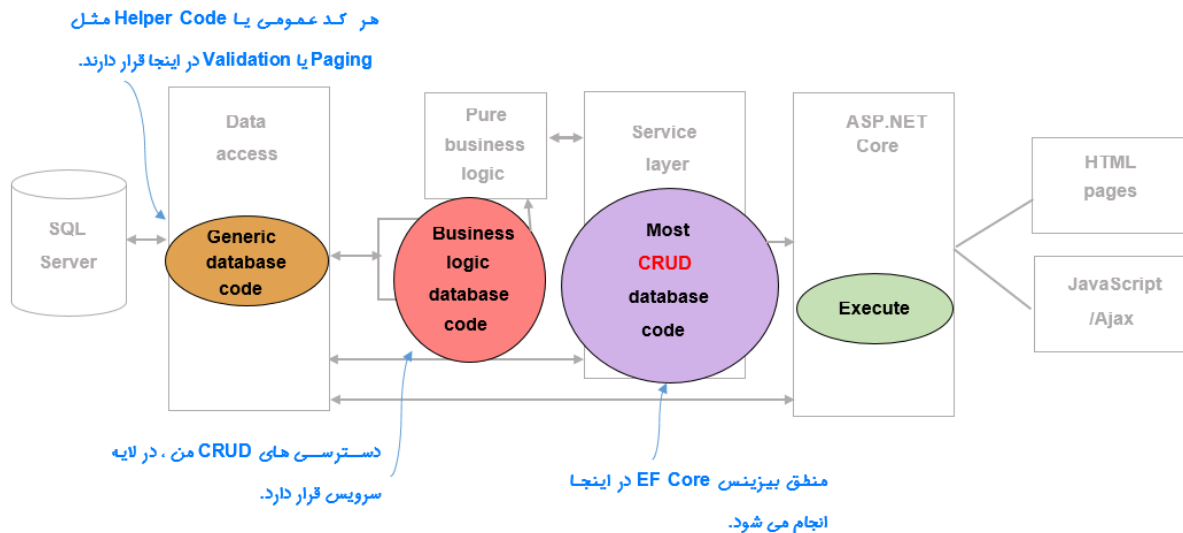 هر کد عمومی یا Helper Code مثل
Paging یا Validation در اینجا قرار دارند.
SQL
Server
Data
access
Generic
database
code
Pure
business
logic
Business
logic
database
code
Service
layer
Most
CRUD
database
code
ASP.NET
Core
Execute
HTML
pages
JavaScript
/Ajax
دسترسی های CRUD من ، در لایه
سرویس قرار دارد.
منطق بیزینس EF Core در اینجا
انجام می شود.